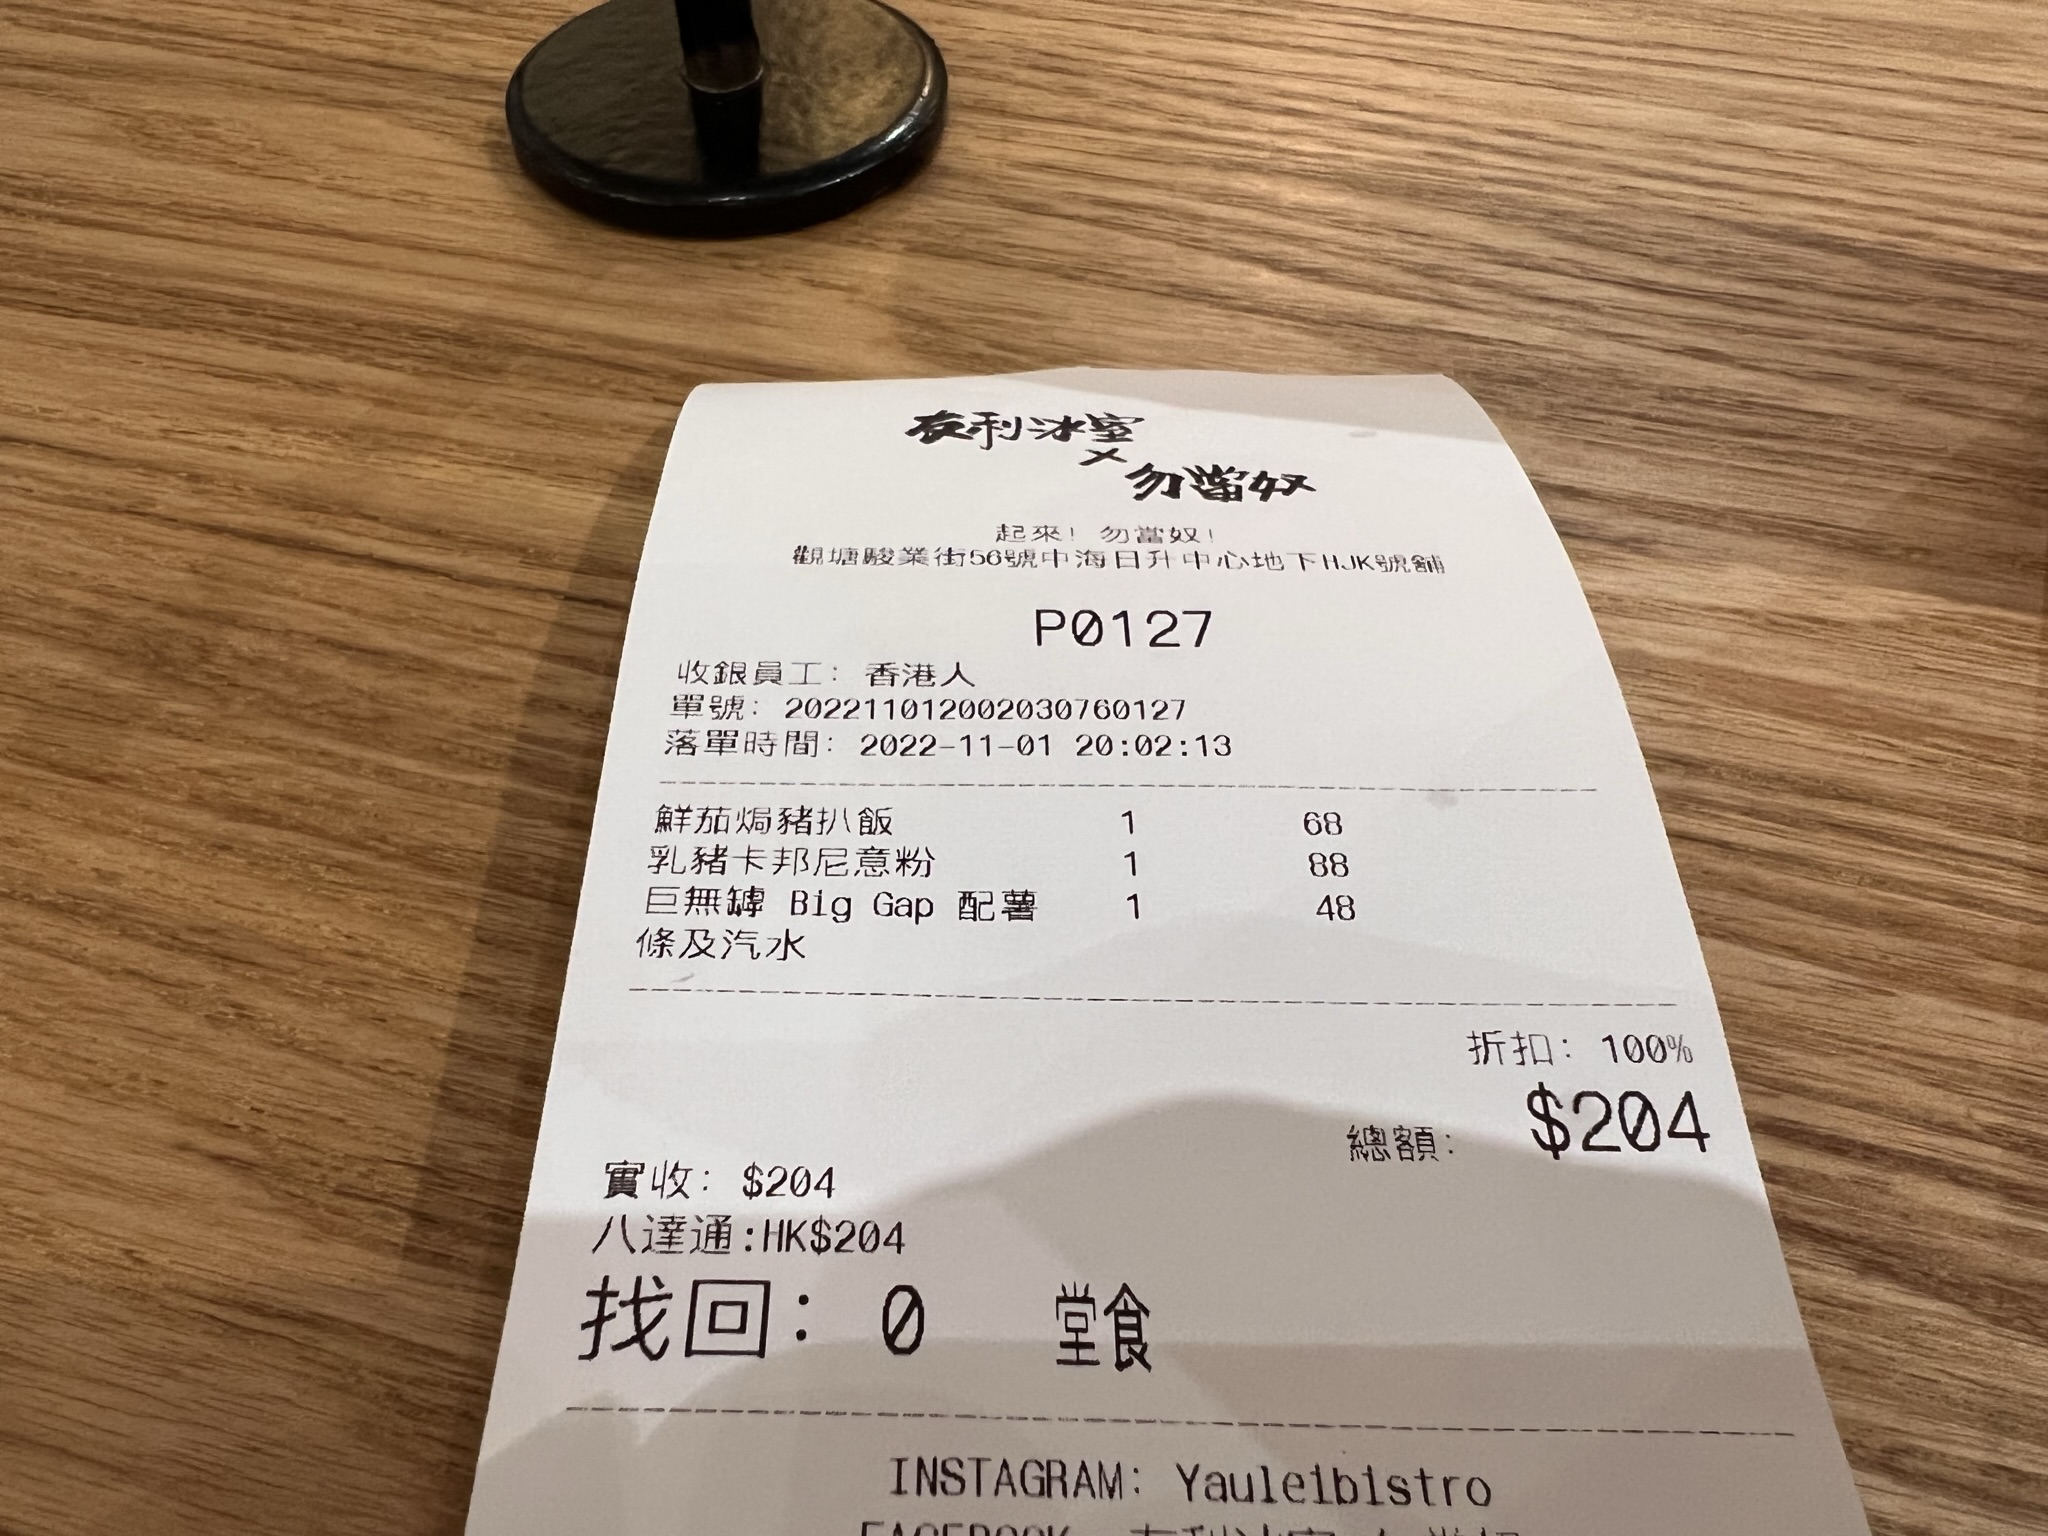 有利冰室
×
勿當奴
起來! 勿當奴!
觀塘駿業街56號中海日升中心地下HJK號舖
P0127
收銀員工: 香港人
單號: 202211012002030760127
落單時間: 2022-11-01 20:02:13
鮮茄焗豬扒飯 1 68
乳豬卡邦尼意粉 1 88
巨無罅 Big Gap 配薯 1 48
條及汽水
折扣: 100%
總額: $204
實收: $204
八達通:HK$204
找回: 0 堂食
INSTAGRAM: Yauleibistro
FACEBOOK